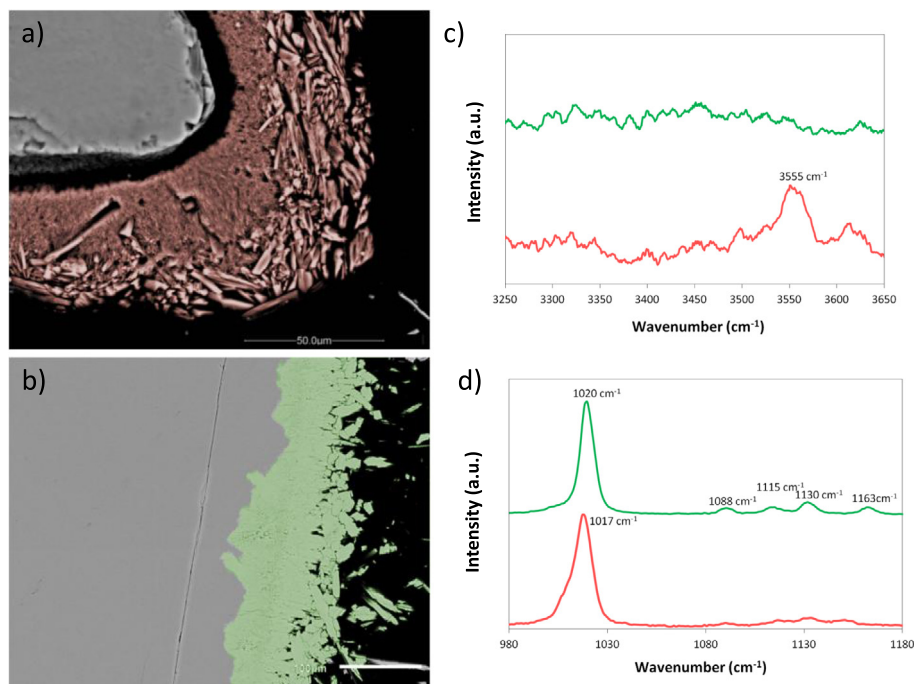 a)
50.0µm
b)
100µm
c)
Intensity (a.u.)
3555 cm-1
3250 3300 3350 3400 3450 3500 3550 3600 3650
Wavenumber (cm-1)
d)
Intensity (a.u.)
1020 cm-1
1088 cm-1
1115 cm-1
1130 cm-1
1163cm-1
1017 cm-1
980 1030 1080 1130 1180
Wavenumber (cm-1)